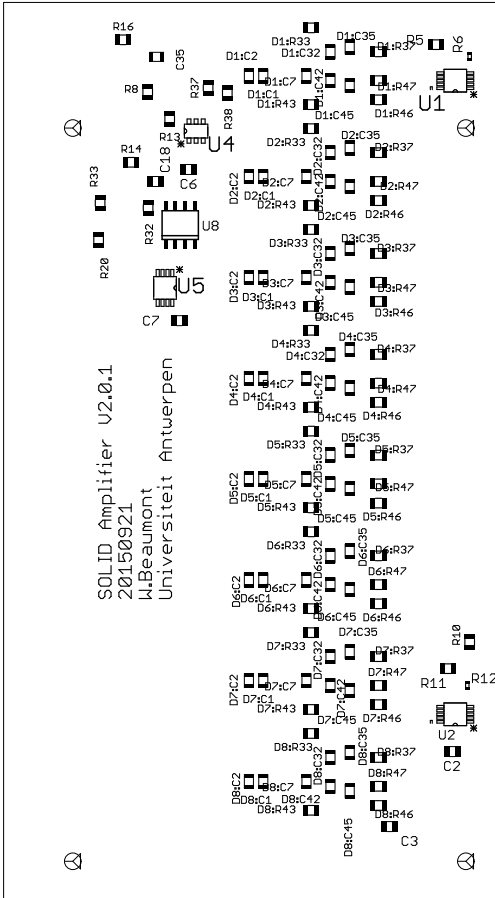 R16
C35
R8
R37
R38
R13
U4
R14
C18
C6
R33
R32
U8
R20
U5
C7
SOLID Amplifier V2.0.1
20150921
W.Beaumont
Universiteit Antwerpen
D1:C2
D1:C1
D1:R33
D1:C32
D1:C35
D1:C7
D1:C42
D1:R43
D1:C45
D1:R37
D1:R47
D1:R46
R5
R6
U1
D2:R33
D2:C32
D2:C35
D2:R37
D2:C2
D2:C1
D2:C7
D2:C42
D2:R43
D2:C45
D2:R47
D2:R46
D3:R33
D3:C32
D3:C35
D3:R37
D3:C2
D3:C1
D3:C7
D3:C42
D3:R43
D3:C45
D3:R47
D3:R46
D4:R33
D4:C32
D4:C35
D4:R37
D4:C2
D4:C1
D4:C7
D4:C42
D4:R43
D4:C45
D4:R47
D4:R46
D5:R33
D5:C32
D5:C35
D5:R37
D5:C2
D5:C1
D5:C7
D5:C42
D5:R43
D5:C45
D5:R47
D5:R46
D6:R33
D6:C32
D6:C35
D6:R37
D6:C2
D6:C1
D6:C7
D6:C42
D6:R43
D6:C45
D6:R47
D6:R46
D7:R33
D7:C32
D7:C35
D7:R37
D7:C2
D7:C1
D7:C7
D7:C42
D7:R43
D7:C45
D7:R47
D7:R46
R10
R11
R12
U2
C2
D8:R33
D8:C32
D8:C35
D8:R37
D8:C2
D8:C1
D8:C7
D8:C42
D8:R43
D8:C45
D8:R47
D8:R46
C3